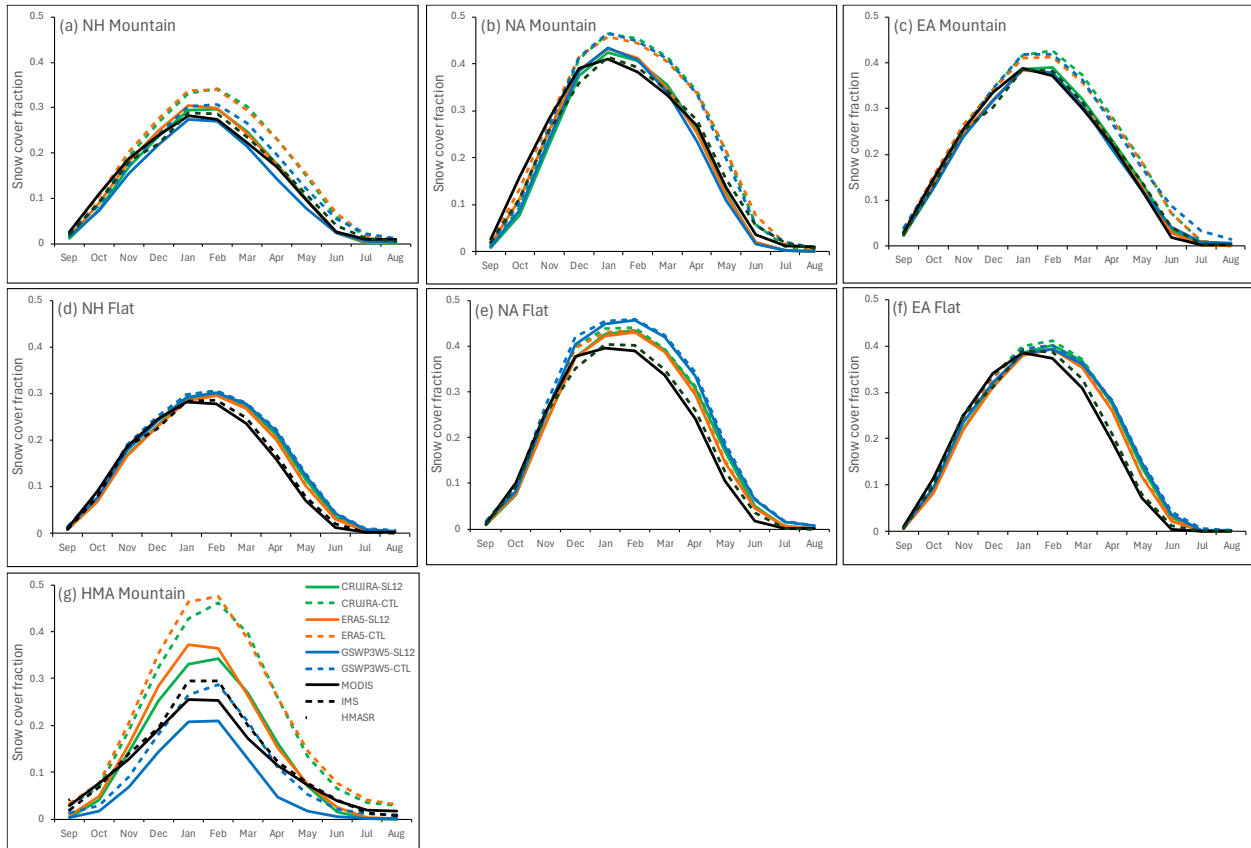 (a) NH Mountain
Snow cover fraction
0.5
0.4
0.3
0.2
0.1
0
Sep Oct Nov Dec Jan Feb Mar Apr May Jun Jul Aug
(b) NA Mountain
Snow cover fraction
0.5
0.4
0.3
0.2
0.1
0
Sep Oct Nov Dec Jan Feb Mar Apr May Jun Jul Aug
(c) EA Mountain
Snow cover fraction
0.5
0.4
0.3
0.2
0.1
0
Sep Oct Nov Dec Jan Feb Mar Apr May Jun Jul Aug
(d) NH Flat
Snow cover fraction
0.5
0.4
0.3
0.2
0.1
0
Sep Oct Nov Dec Jan Feb Mar Apr May Jun Jul Aug
(e) NA Flat
Snow cover fraction
0.5
0.4
0.3
0.2
0.1
0
Sep Oct Nov Dec Jan Feb Mar Apr May Jun Jul Aug
(f) EA Flat
Snow cover fraction
0.5
0.4
0.3
0.2
0.1
0
Sep Oct Nov Dec Jan Feb Mar Apr May Jun Jul Aug
(g) HMA Mountain
Snow cover fraction
0.5
0.4
0.3
0.2
0.1
0
Sep Oct Nov Dec Jan Feb Mar Apr May Jun Jul Aug
CRUJRA-SL12
CRUJRA-CTL
ERA5-SL12
ERA5-CTL
GSWP3W5-SL12
GSWP3W5-CTL
MODIS
IMS
HMASR